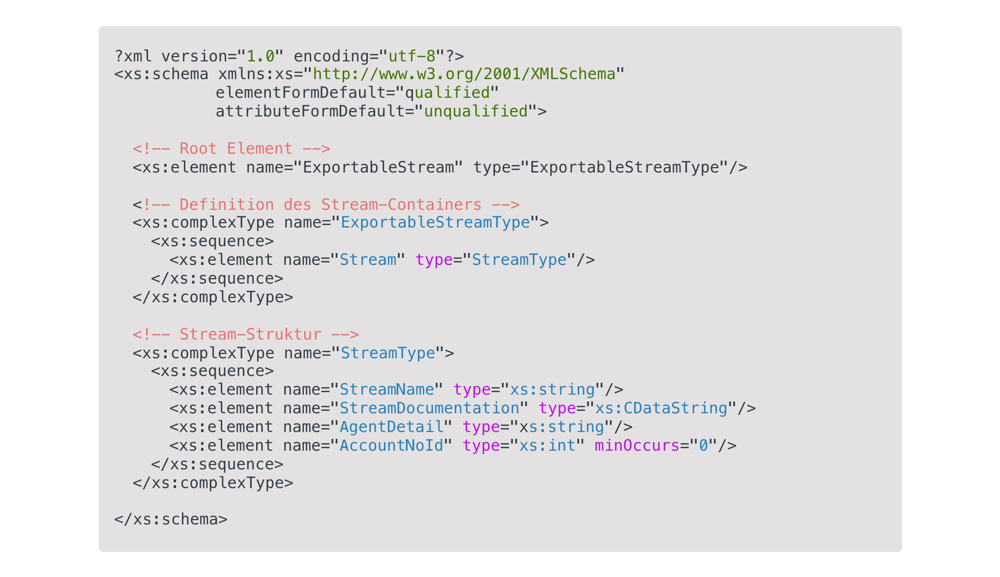 ?xml version="1.0" encoding="utf-8"?>
<xs:schema xmlns:xs="http://www.w3.org/2001/XMLSchema"
elementFormDefault="qualified"
attributeFormDefault="unqualified">
<!-- Root Element -->
<xs:element name="ExportableStream" type="ExportableStreamType"/>
<!-- Definition des Stream-Containers -->
<xs:complexType name="ExportableStreamType">
<xs:sequence>
<xs:element name="Stream" type="StreamType"/>
</xs:sequence>
</xs:complexType>
<!-- Stream-Struktur -->
<xs:complexType name="StreamType">
<xs:sequence>
<xs:element name="StreamName" type="xs:string"/>
<xs:element name="StreamDocumentation" type="xs:CDataString"/>
<xs:element name="AgentDetail" type="xs:string"/>
<xs:element name="AccountNoId" type="xs:int" minOccurs="0"/>
</xs:sequence>
</xs:complexType>
</xs:schema>